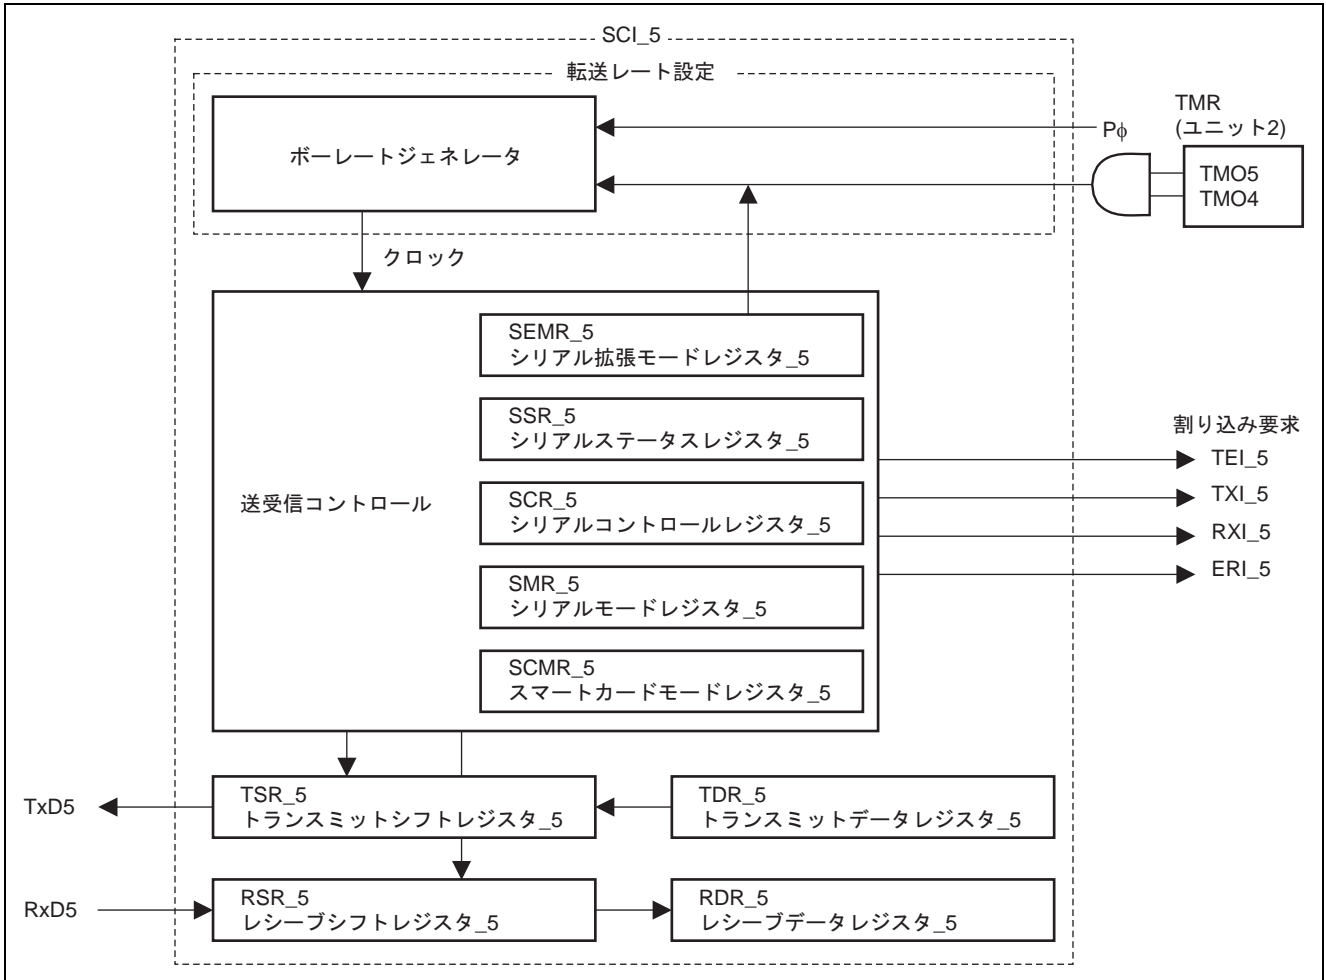 SCI_5
転送レート設定
ボーレートジェネレータ
Pφ
TMR
(ユニット2)
TMO5
TMO4
クロック
送受信コントロール
SEMR_5
シリアル拡張モードレジスタ_5
SSR_5
シリアルステータスレジスタ_5
SCR_5
シリアルコントロールレジスタ_5
SMR_5
シリアルモードレジスタ_5
SCMR_5
スマートカードモードレジスタ_5
割り込み要求
TEI_5
TXI_5
RXI_5
ERI_5
TxD5
TSR_5
トランスミットシフトレジスタ_5
TDR_5
トランスミットデータレジスタ_5
RxD5
RSR_5
レシーブシフトレジスタ_5
RDR_5
レシーブデータレジスタ_5